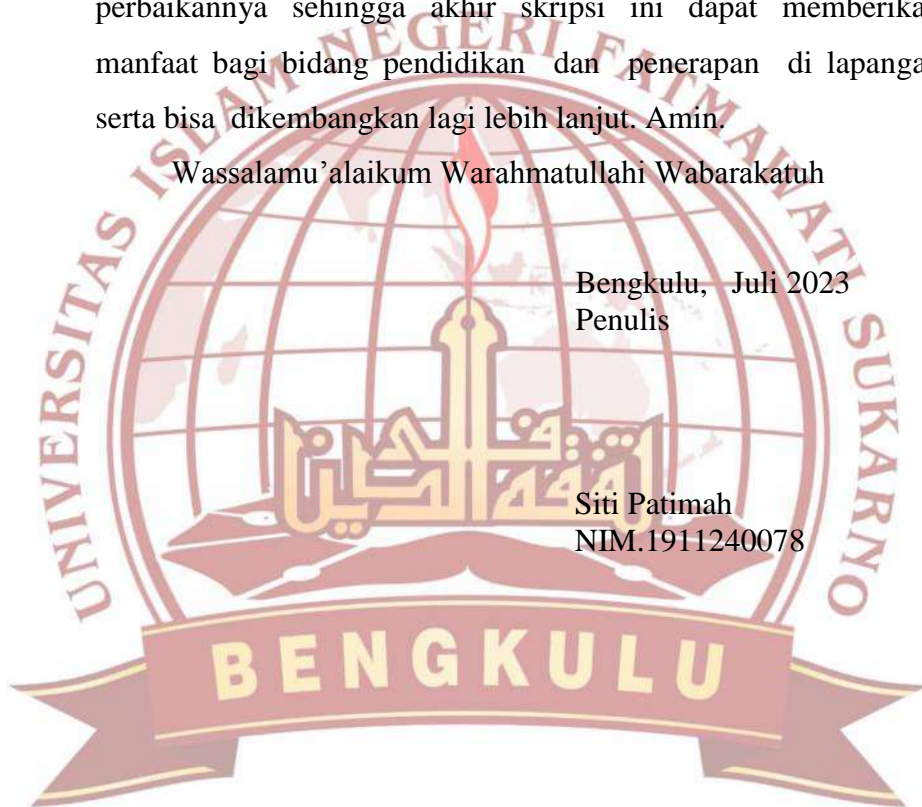 perbaikannya sehingga akhir skripsi ini dapat memberika
manfaat bagi bidang pendidikan dan penerapan di lapanga
serta bisa dikembangkan lagi lebih lanjut. Amin.
Wassalamu’alaikum Warahmatullahi Wabarakatuh
Bengkulu, Juli 2023
Penulis
Siti Patimah
NIM.1911240078
UNIVERSITAS ISLAM NEGERI FATMAWATI SUKARNO
BENGKULU